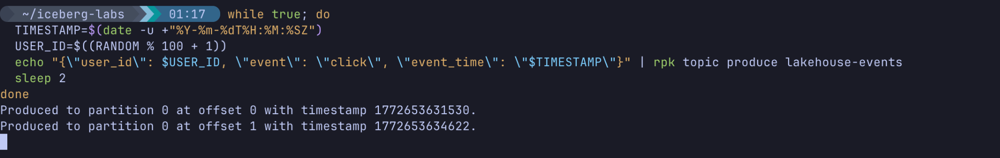 ~/iceberg-labs 01:17 while true; do
  TIMESTAMP=$(date -u +"%Y-%m-%dT%H:%M:%SZ")
  USER_ID=$((RANDOM % 100 + 1))
  echo "{\"user_id\": $USER_ID, \"event\": \"click\", \"event_time\": \"$TIMESTAMP\"}" | rpk topic produce lakehouse-events
  sleep 2
done
Produced to partition 0 at offset 0 with timestamp 1772653631530.
Produced to partition 0 at offset 1 with timestamp 1772653634622.